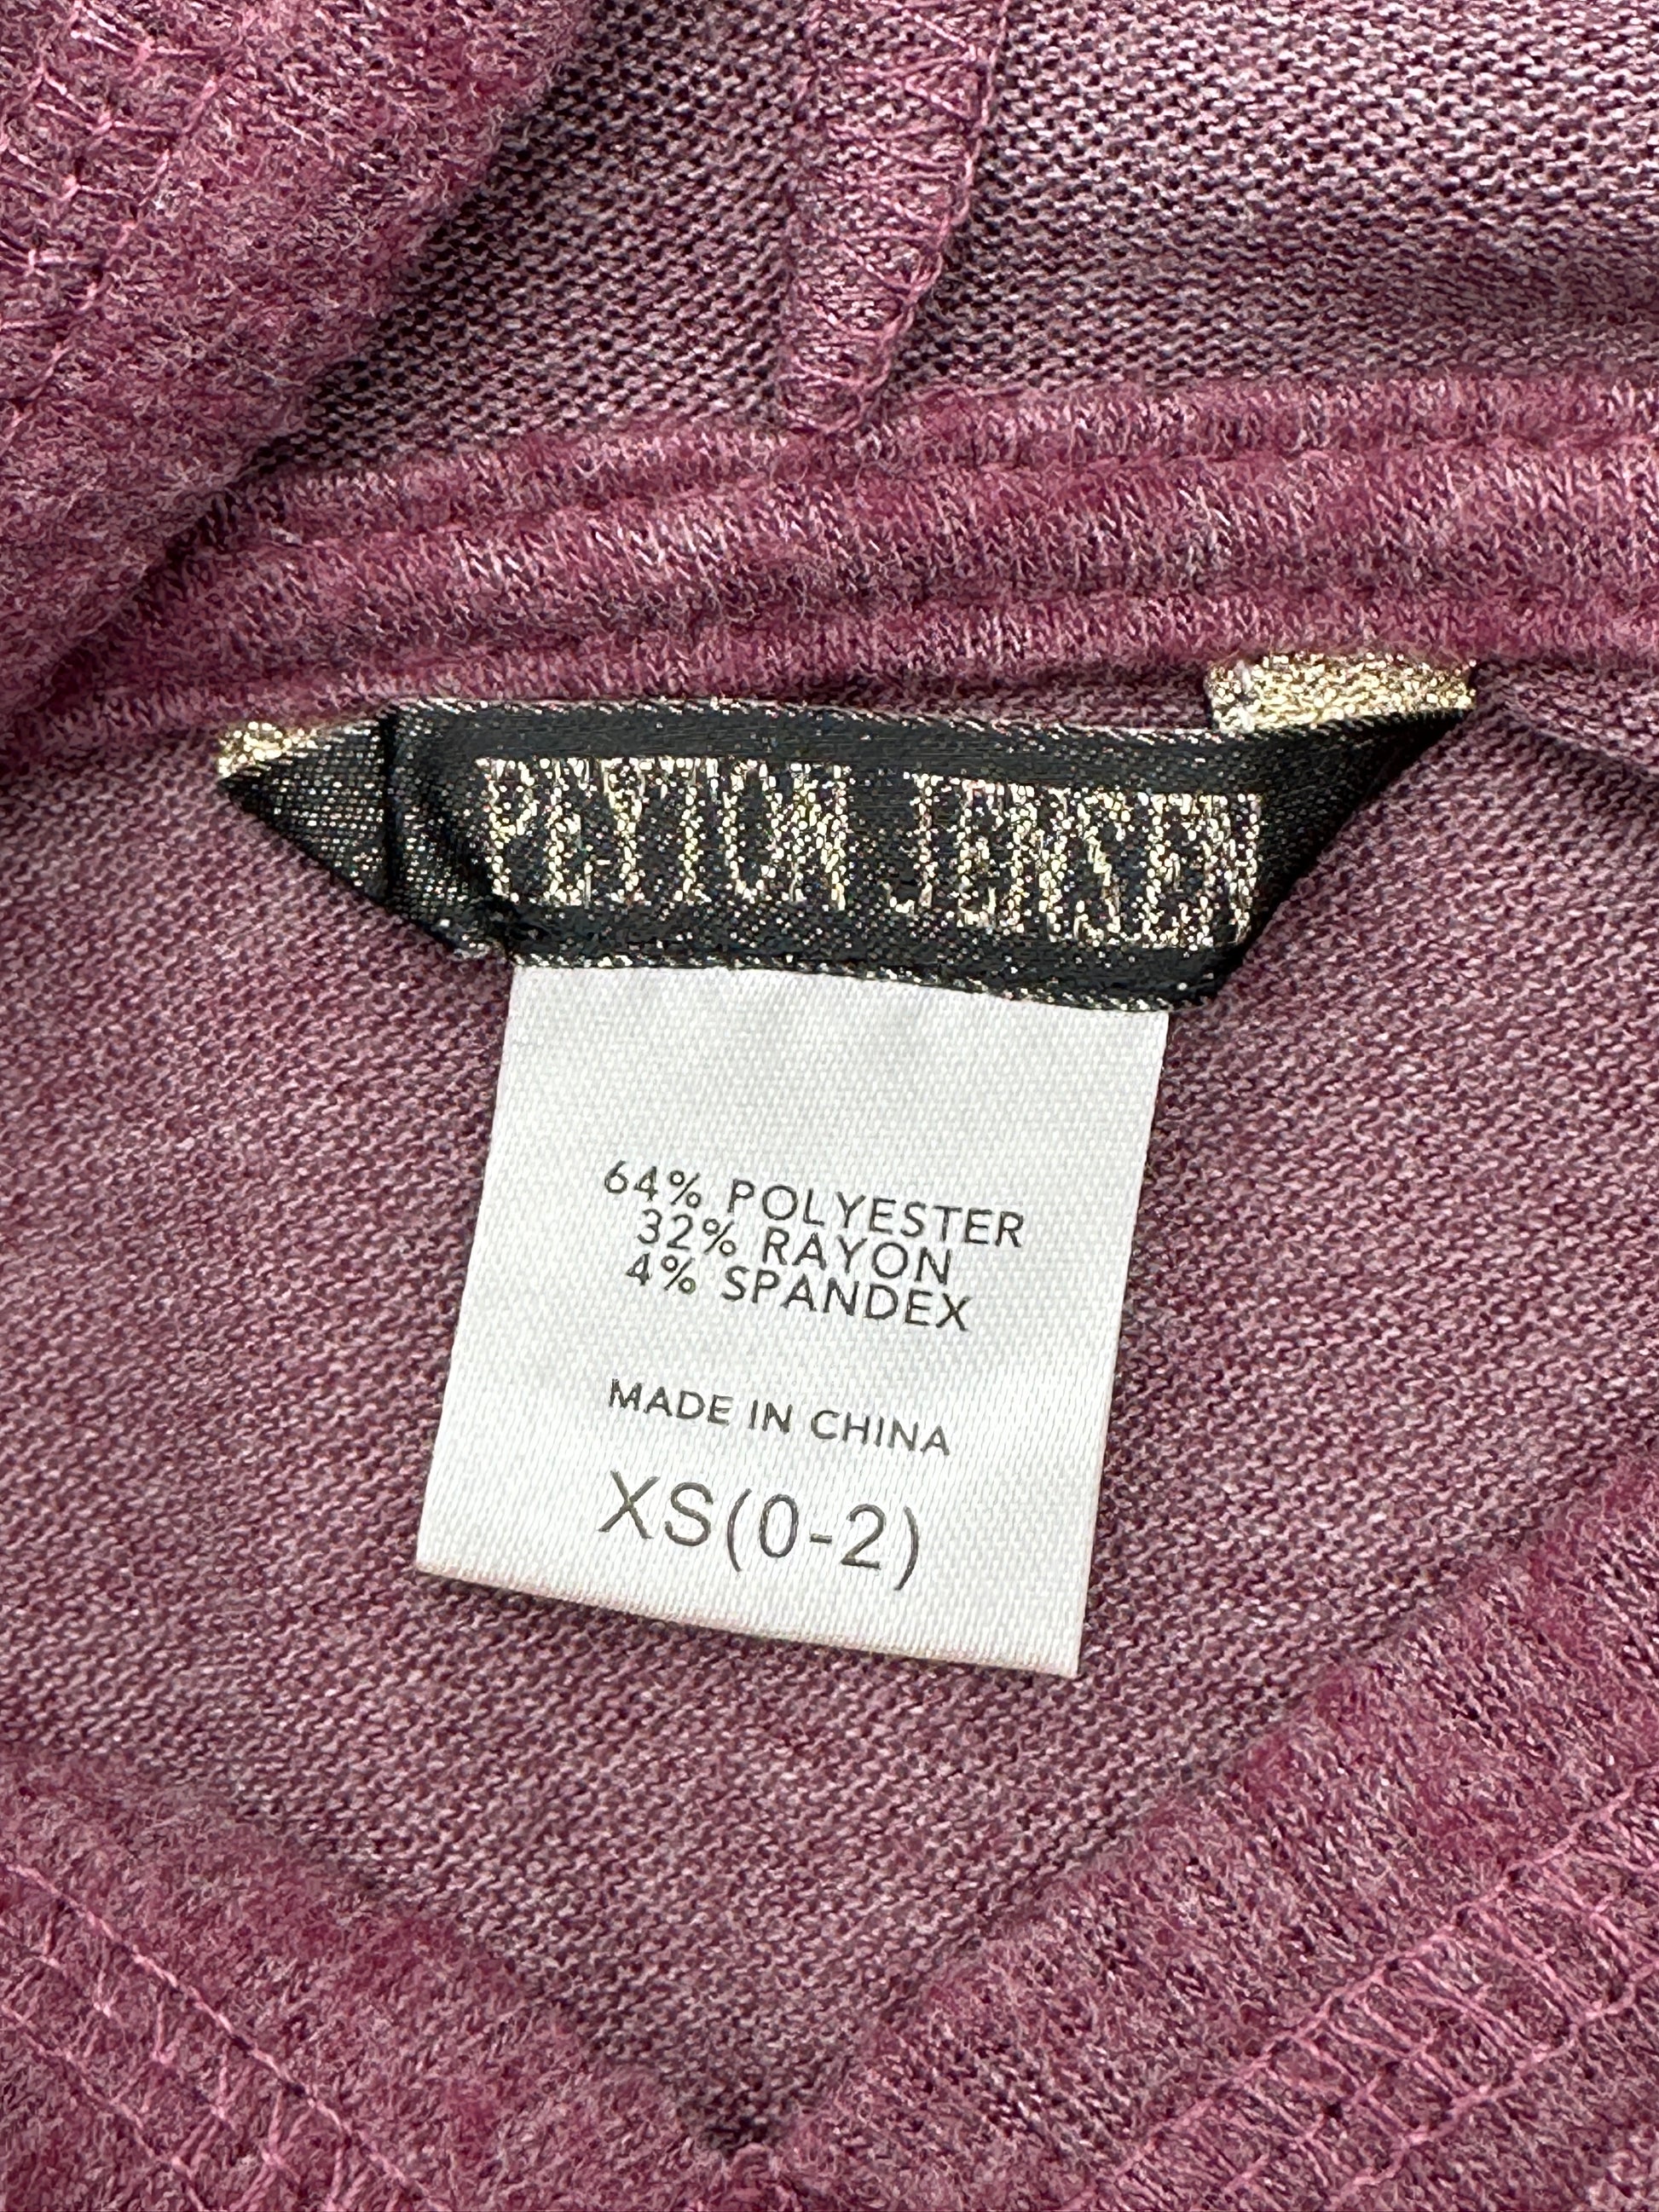 PEYTON JENSEN
64% POLYESTER
32% RAYON
4% SPANDEX
MADE IN CHINA
XS(0-2)